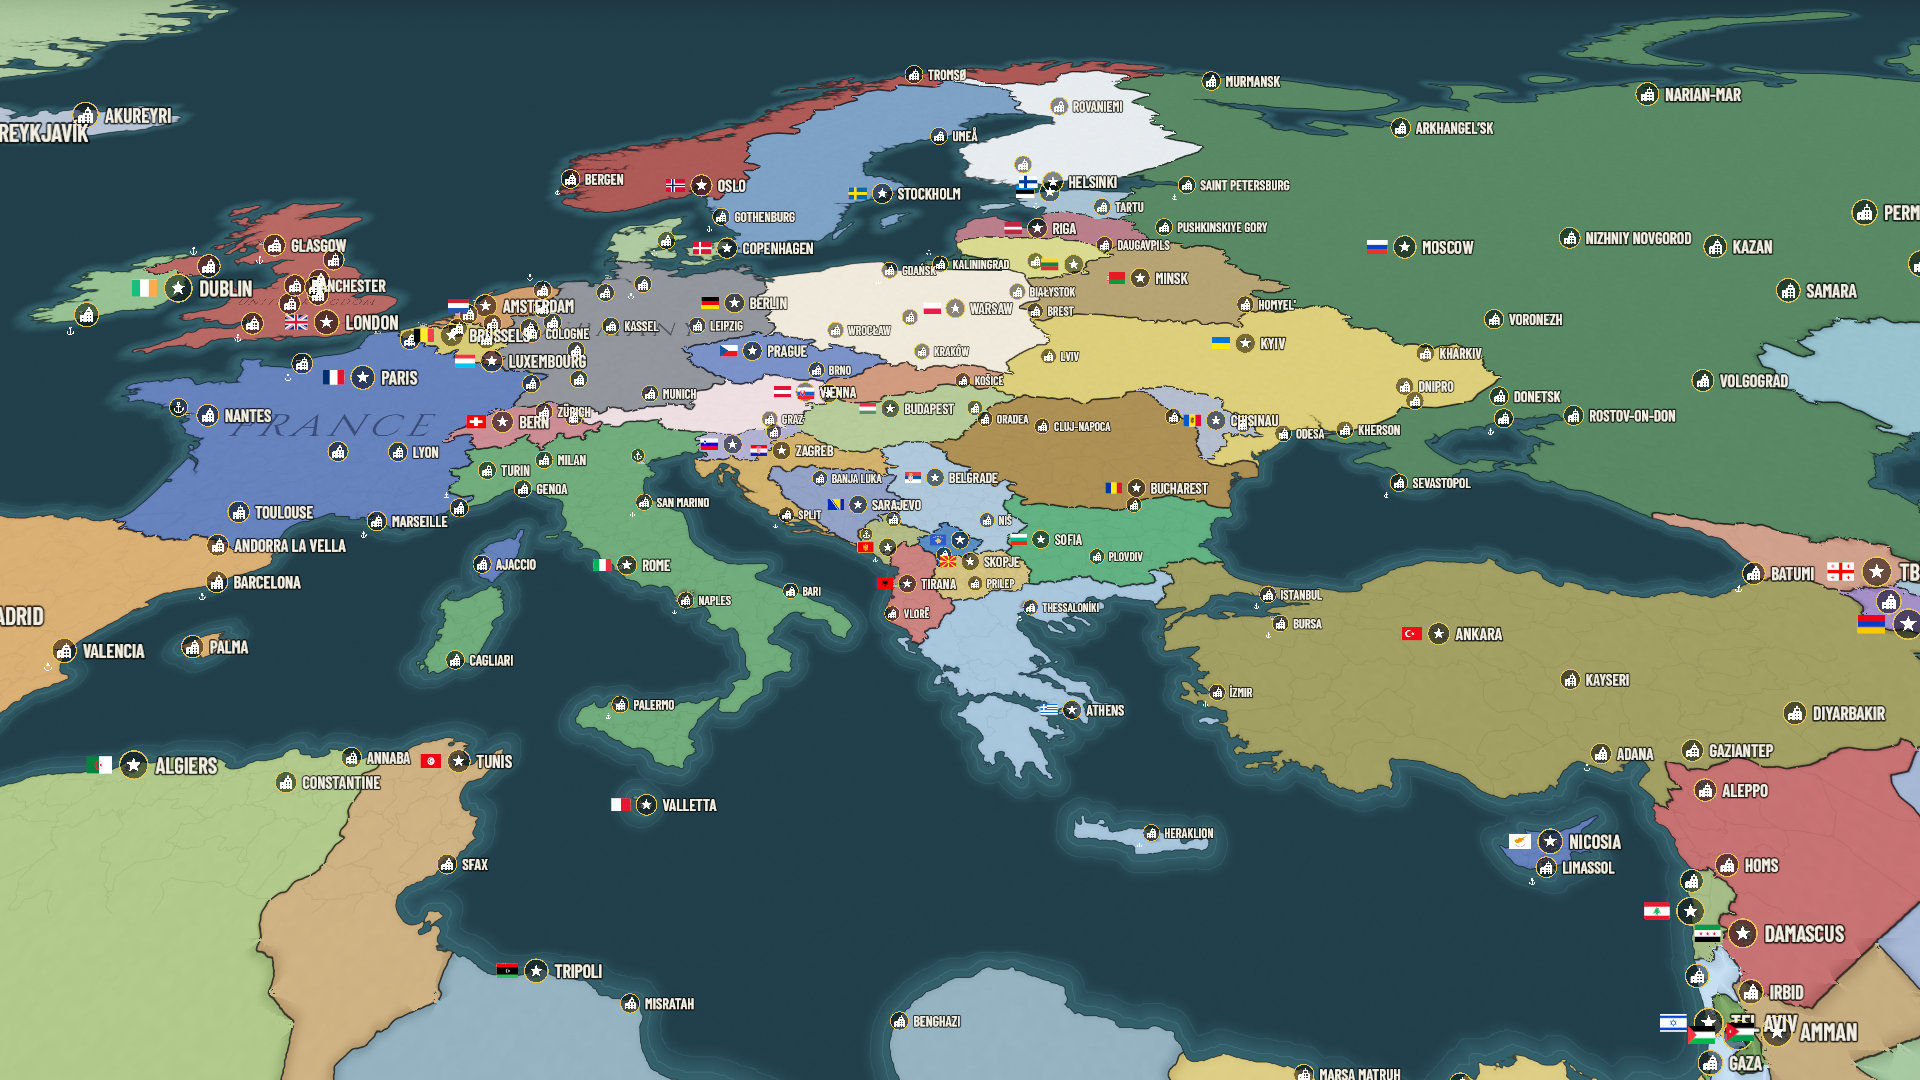 TROMSØ
MURMANSK
NARIAN-MAR
ROVANIEMI
AKUREYRI
REYKJAVÍK
ARKHANGEL'SK
UMEÅ
BERGEN
OSLO
STOCKHOLM
HELSINKI
SAINT PETERSBURG
TARTU
GOTHENBURG
PERM
RIGA
PUSHKINSKIYE GORY
NIZHNIY NOVGOROD
KAZAN
MOSCOW
GLASGOW
COPENHAGEN
DAUGAVPILS
KALININGRAD
GDAŃSK
MINSK
DUBLIN
ANCHESTER
BIAŁYSTOK
SAMARA
AMSTERDAM
BERLIN
WARSAW
BREST
HOMYEL'
LONDON
KASSEL
LEIPZIG
WROCŁAW
VORONEZH
BRUSSELS
COLOGNE
KYIV
PRAGUE
KRAKÓW
LVIV
KHARKIV
LUXEMBOURG
BRNO
PARIS
KOŠICE
VOLGOGRAD
MUNICH
VIENNA
DNIPRO
DONETSK
NANTES
FRANCE
ZÜRICH
BERN
GRAZ
BUDAPEST
ORADEA
CLUJ-NAPOCA
CHISINAU
ODESA
KHERSON
ROSTOV-ON-DON
LYON
TURIN
MILAN
ZAGREB
GENOA
BANJA LUKA
BELGRADE
SEVASTOPOL
BUCHAREST
SAN MARINO
SARAJEVO
TOULOUSE
MARSEILLE
SPLIT
NIŠ
SOFIA
ANDORRA LA VELLA
PLOVDIV
AJACCIO
ROME
SKOPJE
BATUMI
TB
BARCELONA
TIRANA
PRILEP
BARI
NAPLES
ISTANBUL
THESSALONÍKI
VLORË
ADRID
BURSA
ANKARA
VALENCIA
PALMA
CAGLIARI
KAYSERI
İZMIR
PALERMO
ATHENS
DIYARBAKIR
ALGIERS
ANNABA
TUNIS
ADANA
GAZIANTEP
CONSTANTINE
ALEPPO
VALLETTA
HERAKLION
NICOSIA
SFAX
LIMASSOL
HOMS
DAMASCUS
TRIPOLI
IRBID
MISRATAH
BENGHAZI
TEL AVIV
AMMAN
GAZA
MARSA MATRUH